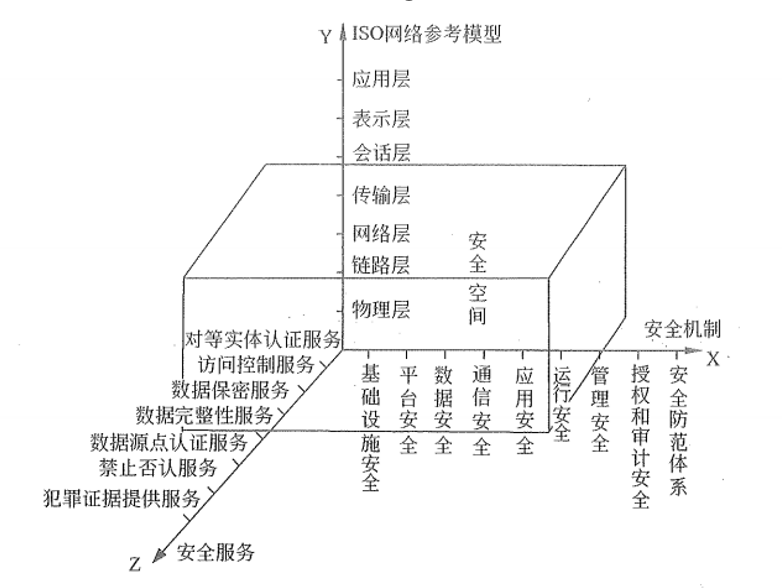 Y
ISO网络参考模型
应用层
表示层
会话层
传输层
网络层
链路层
物理层
安全空间
对等实体认证服务
访问控制服务
数据保密服务
数据完整性服务
数据源点认证服务
禁止否认服务
犯罪证据提供服务
Z
安全服务
安全机制
X
基础设施安全
平台安全
数据安全
通信安全
应用安全
运行安全
管理安全
授权和审计安全
安全防范体系